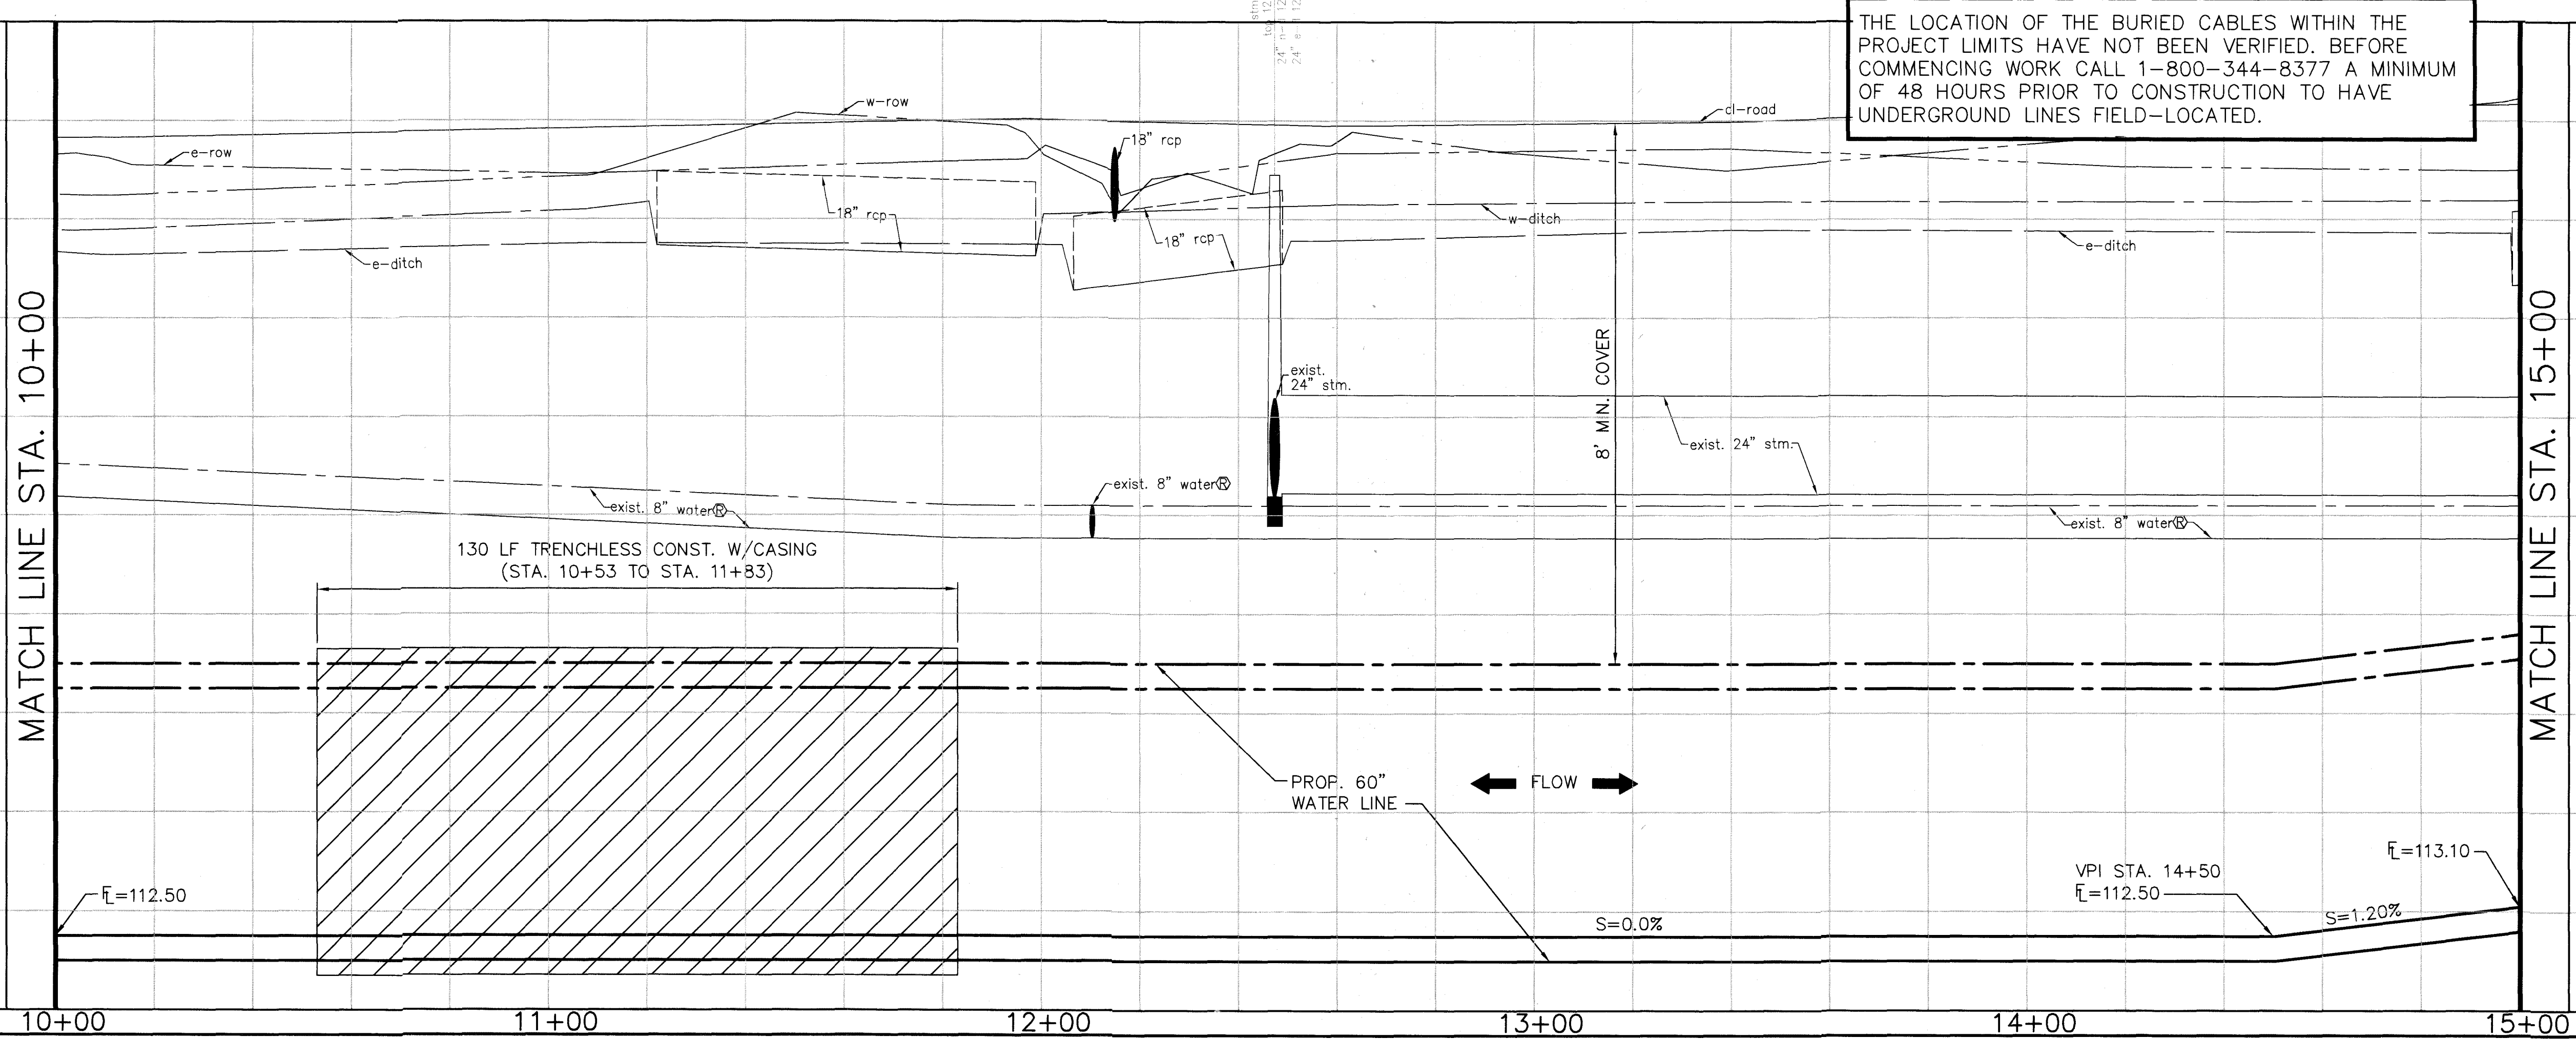 THE LOCATION OF THE BURIED CABLES WITHIN THE
PROJECT LIMITS HAVE NOT BEEN VERIFIED. BEFORE
COMMENCING WORK CALL 1-800-344-8377 A MINIMUM
OF 48 HOURS PRIOR TO CONSTRUCTION TO HAVE
UNDERGROUND LINES FIELD-LOCATED.
w-row
cl-road
18" rcp
e-row
18" rcp
w-ditch
18" rcp
e-ditch
e-ditch
MATCH LINE STA. 10+00
8' MN. COVER
MATCH LINE STA. 15+00
exist.
24" stm.
exist. 24" stm.
exist. 8" water Ⓡ
exist. 8" water Ⓡ
exist. 8" water Ⓡ
130 LF TRENCHLESS CONST. W/CASING
(STA. 10+53 TO STA. 11+83)
PROP. 60"
WATER LINE
FLOW
FL=112.50
S=0.0%
VPI STA. 14+50
FL=112.50
S=1.20%
FL=113.10
10+00
11+00
12+00
13+00
14+00
15+00